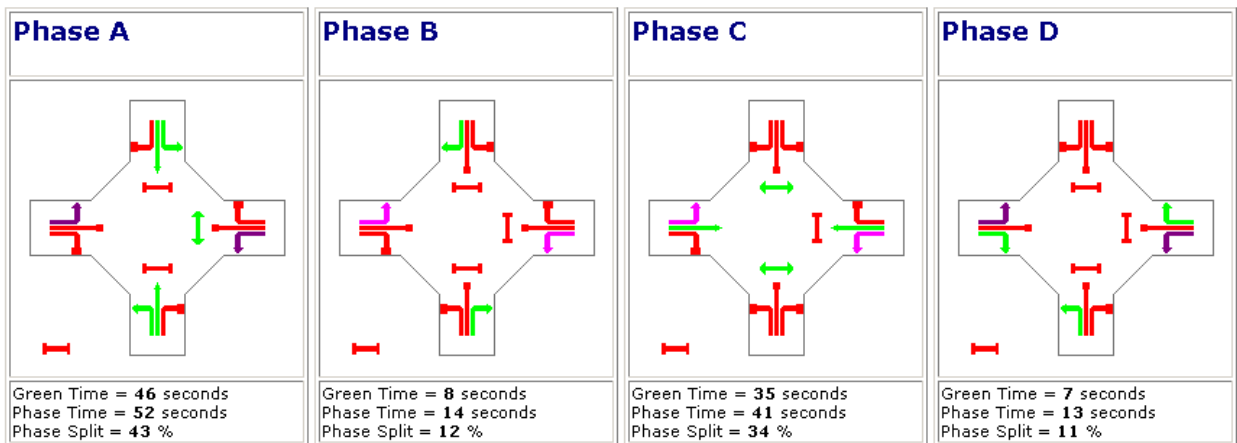 Phase A
Green Time = 46 seconds
Phase Time = 52 seconds
Phase Split = 43 %
Phase B
Green Time = 8 seconds
Phase Time = 14 seconds
Phase Split = 12 %
Phase C
Green Time = 35 seconds
Phase Time = 41 seconds
Phase Split = 34 %
Phase D
Green Time = 7 seconds
Phase Time = 13 seconds
Phase Split = 11 %